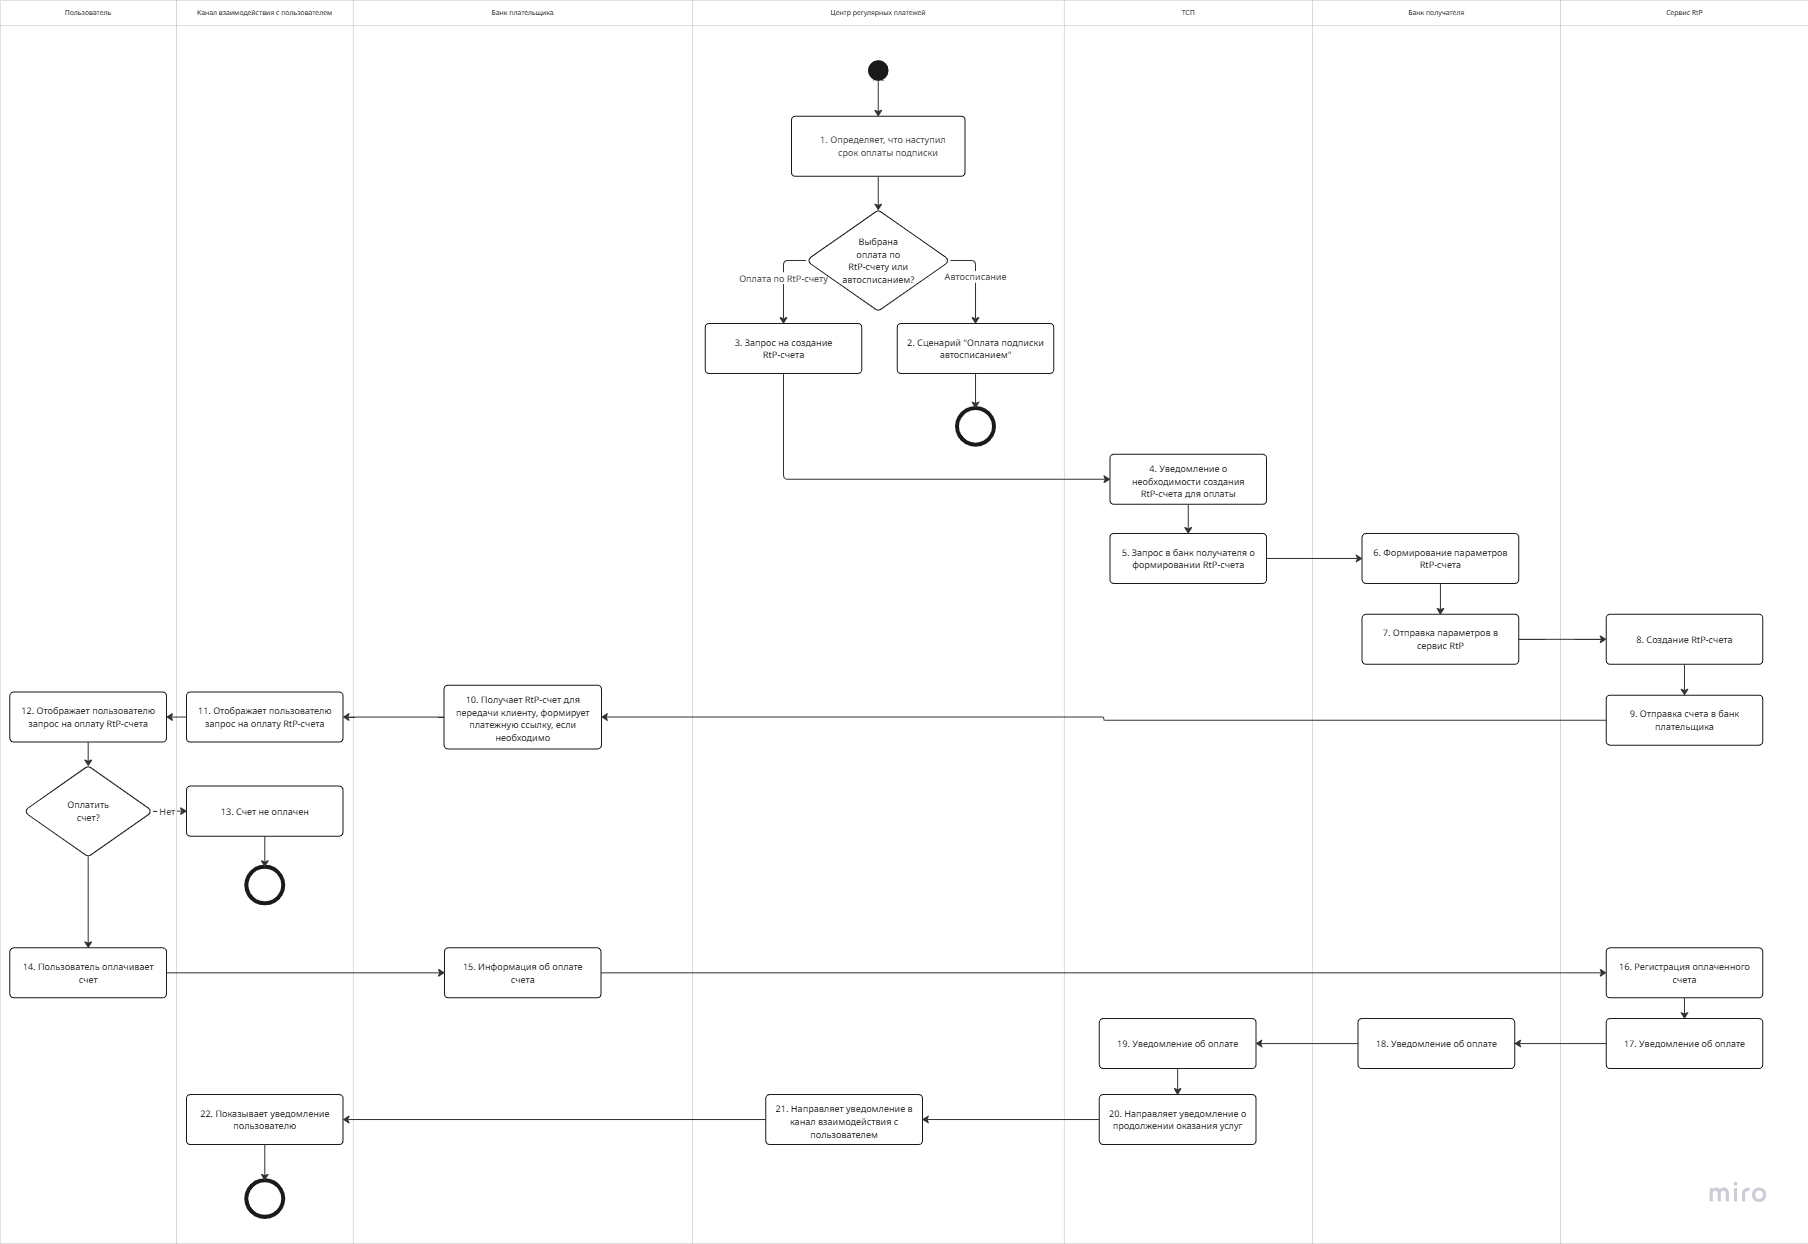 Пользователь
Канал взаимодействия с пользователем
Банк плательщика
Центр регулярных платежей
ТСП
Банк получателя
Сервис RtP
1. Определяет, что наступил
срок оплаты подписки
Выбрана
оплата по
RtP-счету или
автосписанием?
Оплата по RtP-счету
Автосписание
3. Запрос на создание
RtP-счета
2. Сценарий "Оплата подписки
автосписанием"
4. Уведомление о
необходимости создания
RtP-счета для оплаты
5. Запрос в банк получателя о
формировании RtP-счета
6. Формирование параметров
RtP-счета
7. Отправка параметров в
сервис RtP
8. Создание RtP-счета
9. Отправка счета в банк
плательщика
10. Получает RtP-счет для
передачи клиенту, формирует
платежную ссылку, если
необходимо
11. Отображает пользователю
запрос на оплату RtP-счета
12. Отображает пользователю
запрос на оплату RtP-счета
Оплатить
счет?
Нет
13. Счет не оплачен
14. Пользователь оплачивает
счет
15. Информация об оплате
счета
16. Регистрация оплаченного
счета
17. Уведомление об оплате
18. Уведомление об оплате
19. Уведомление об оплате
20. Направляет уведомление о
продолжении оказания услуг
21. Направляет уведомление в
канал взаимодействия с
пользователем
22. Показывает уведомление
пользователю
miro